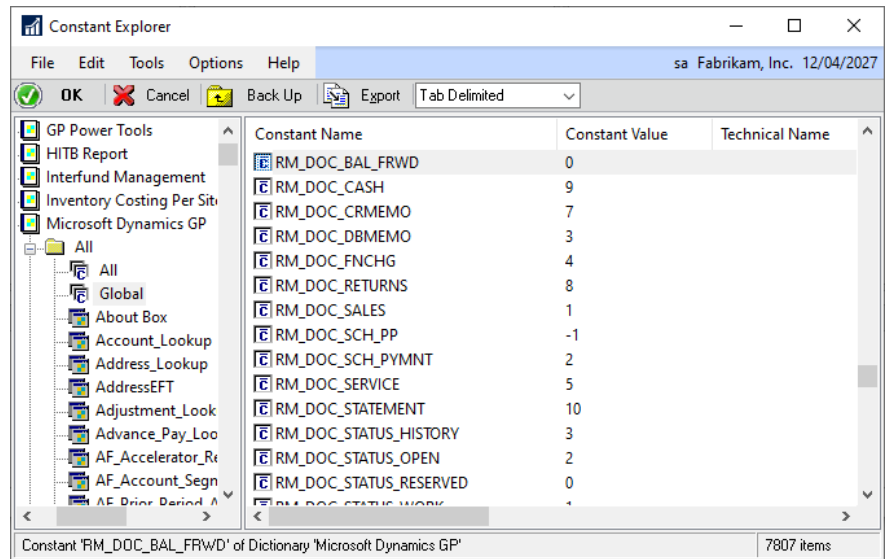 Constant Explorer
File Edit Tools Options Help sa Fabrikam, Inc. 12/04/2027
OK Cancel Back Up Export Tab Delimited
GP Power Tools
HITB Report
Interfund Management
Inventory Costing Per Sit
Microsoft Dynamics GP
All
All
Global
About Box
Account_Lookup
Address_Lookup
AddressEFT
Adjustment_Look
Advance_Pay_Loo
AF_Accelerator_Re
AF_Account_Segn
AF_Prior_Period_A
Constant Name Constant Value Technical Name
RM_DOC_BAL_FRWD 0
RM_DOC_CASH 9
RM_DOC_CRMEMO 7
RM_DOC_DBMEMO 3
RM_DOC_FNCHG 4
RM_DOC_RETURNS 8
RM_DOC_SALES 1
RM_DOC_SCH_PP -1
RM_DOC_SCH_PYMNT 2
RM_DOC_SERVICE 5
RM_DOC_STATEMENT 10
RM_DOC_STATUS_HISTORY 3
RM_DOC_STATUS_OPEN 2
RM_DOC_STATUS_RESERVED 0
RM_DOC_STATUS_WORK 1
Constant 'RM_DOC_BAL_FRWD' of Dictionary 'Microsoft Dynamics GP' 7807 items